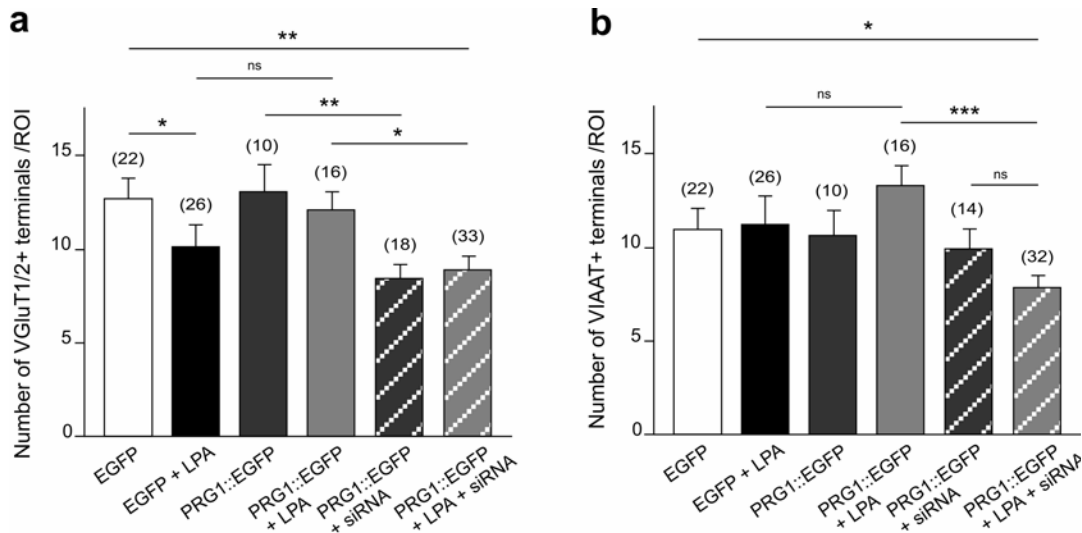 a
**
ns
**
*
*
Number of VGluT1/2+ terminals /ROI
15
10
5
0
(22)
(26)
(10)
(16)
(18)
(33)
EGFP
EGFP + LPA
PRG1::EGFP
PRG1::EGFP
+ LPA
PRG1::EGFP
+ siRNA
PRG1::EGFP
+ LPA + siRNA
b
*
ns
***
ns
Number of VIAAT+ terminals /ROI
15
10
5
0
(22)
(26)
(10)
(16)
(14)
(32)
EGFP
EGFP + LPA
PRG1::EGFP
PRG1::EGFP
+ LPA
PRG1::EGFP
+ siRNA
PRG1::EGFP
+ LPA + siRNA